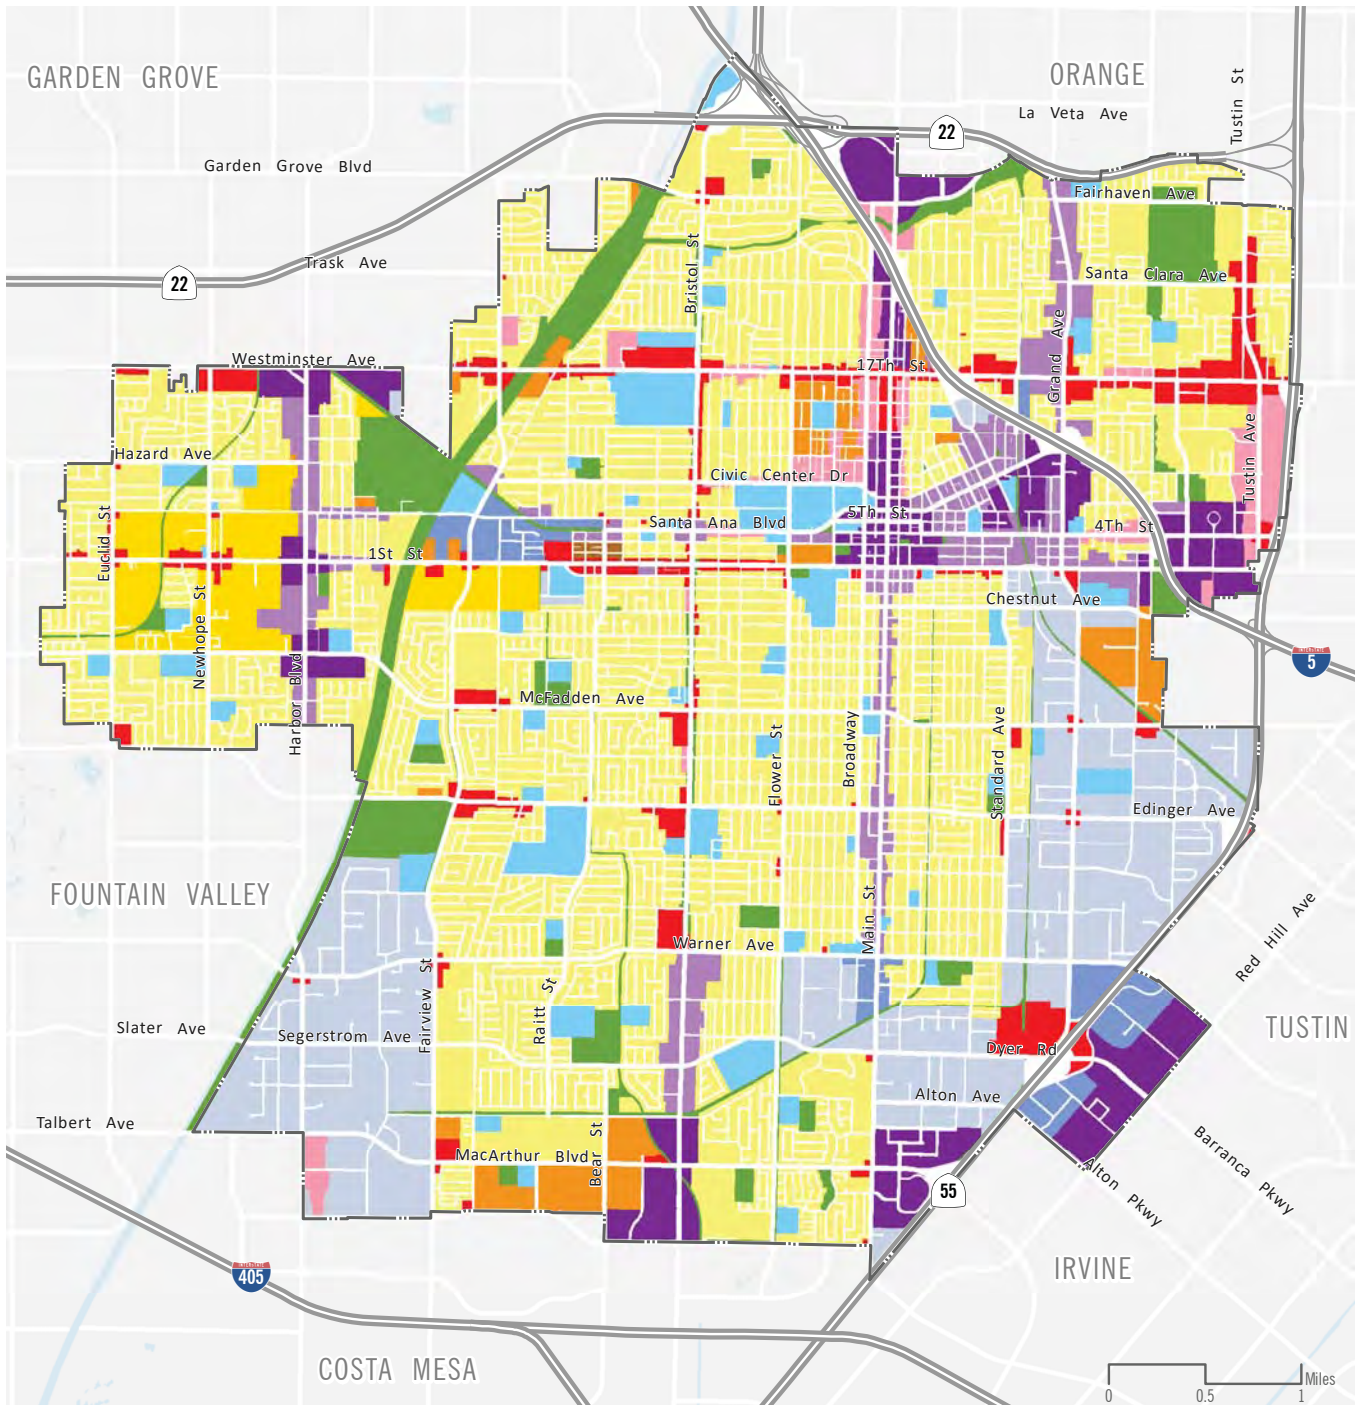 GARDEN GROVE
ORANGE
Tustin St
La Veta Ave
22
Garden Grove Blvd
Fairhaven Ave
Bristol St
Trask Ave
Santa Clara Ave
22
Grand Ave
Westminster Ave
17Th St
Tustin Ave
Hazard Ave
Civic Center Dr
Euclid St
5Th St
Santa Ana Blvd
4Th St
1St St
Newhope St
Chestnut Ave
Harbor Blvd
INTERSTATE
5
McFadden Ave
Flower St
Broadway
Standard Ave
Edinger Ave
FOUNTAIN VALLEY
Main St
Red Hill Ave
Warner Ave
Fairview St
Raitt St
Slater Ave
Segerstrom Ave
TUSTIN
Dyer Rd
Alton Ave
Talbert Ave
Bear St
MacArthur Blvd
Barranca Pkwy
Alton Pkwy
55
INTERSTATE
405
IRVINE
COSTA MESA
Miles
0 0.5 1